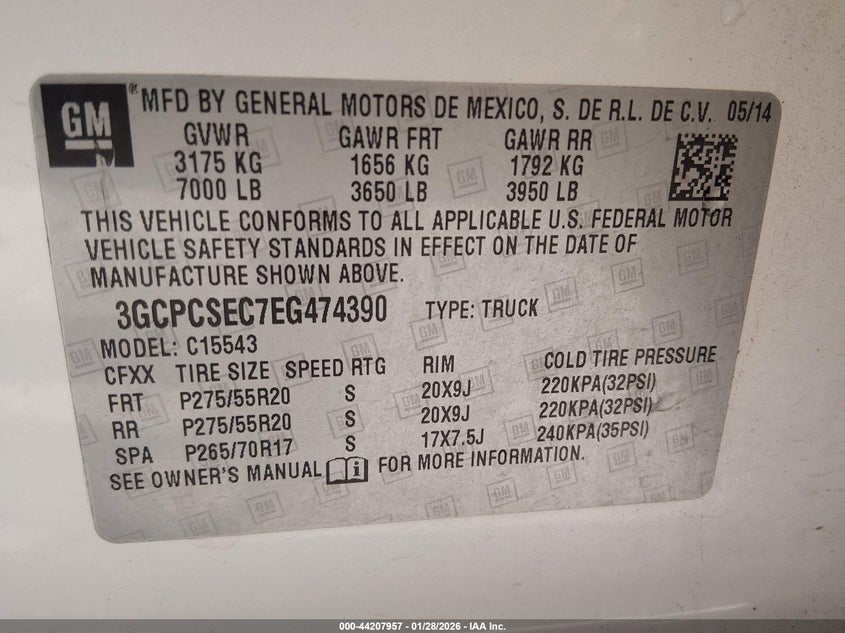 GM ® MFD BY GENERAL MOTORS DE MEXICO, S. DE R.L. DE C.V. 05/14
GVWR GAWR FRT GAWR RR
3175 KG 1656 KG 1792 KG
7000 LB 3650 LB 3950 LB
THIS VEHICLE CONFORMS TO ALL APPLICABLE U.S. FEDERAL MOTOR
VEHICLE SAFETY STANDARDS IN EFFECT ON THE DATE OF
MANUFACTURE SHOWN ABOVE.
3GCPCSEC7EG474390 TYPE: TRUCK
MODEL: C15543
CFXX TIRE SIZE SPEED RTG RIM COLD TIRE PRESSURE
FRT P275/55R20 S 20X9J 220KPA(32PSI)
RR P275/55R20 S 20X9J 220KPA(32PSI)
SPA P265/70R17 S 17X7.5J 240KPA(35PSI)
SEE OWNER'S MANUAL FOR MORE INFORMATION.
000-44207957 - 01/28/2026 - IAA Inc.